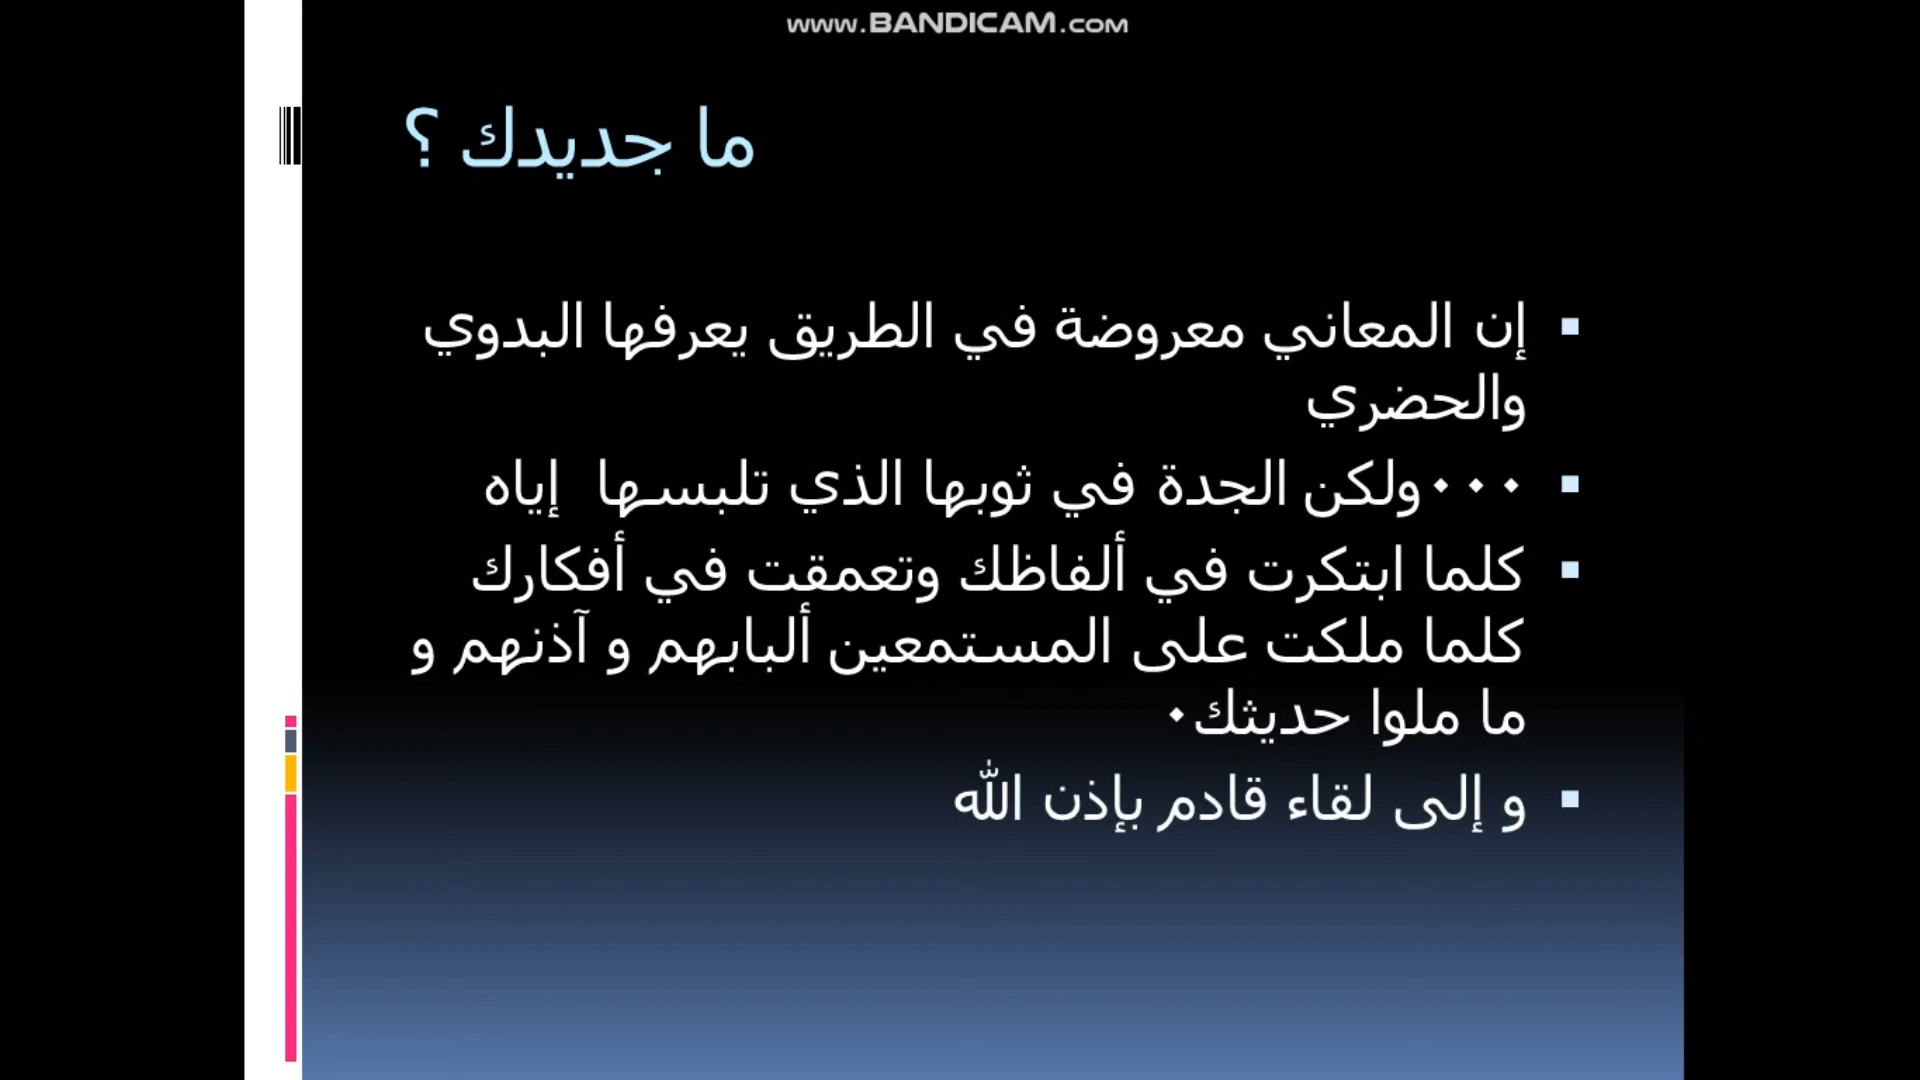 www.BANDICAM.com
ما جديدك ؟
إن المعاني معروضة في الطريق يعرفها البدوي
والحضري
٠٠٠ولكن الجدة في ثوبها الذي تلبسها إياه
كلما ابتكرت في ألفاظك وتعمقت في أفكارك
كلما ملكت على المستمعين ألبابهم و آذنهم و
ما ملوا حديثك٠
و إلى لقاء قادم بإذن الله